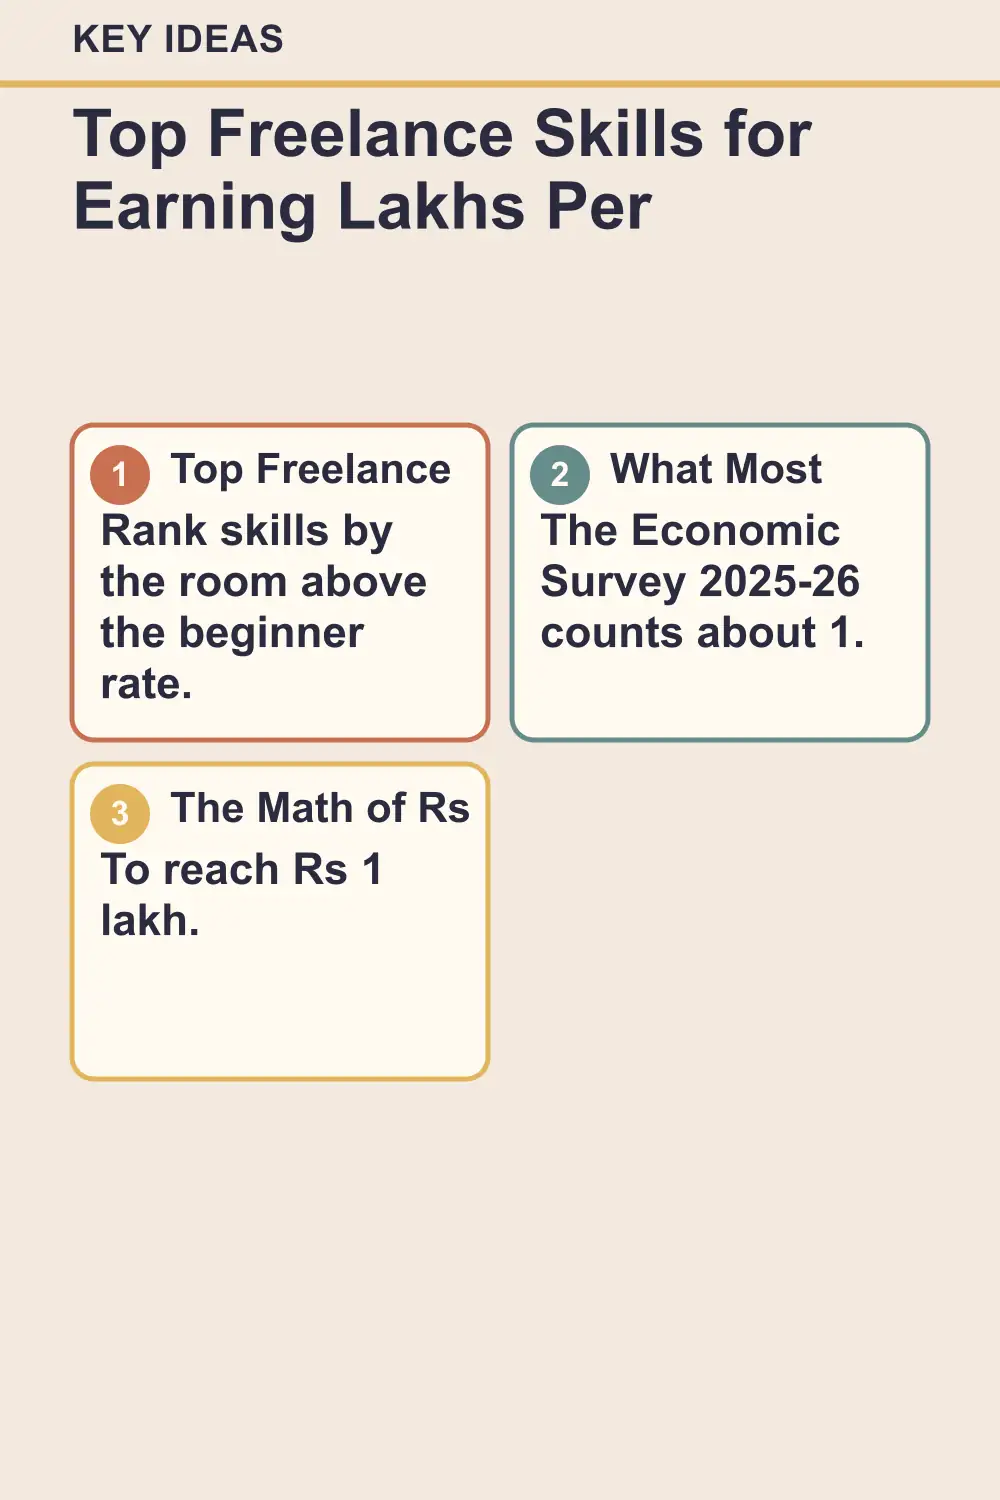 KEY IDEAS
Top Freelance Skills for
Earning Lakhs Per
1 Top Freelance
Rank skills by
the room above
the beginner
rate.
2 What Most
The Economic
Survey 2025-26
counts about 1.
3 The Math of Rs
To reach Rs 1
lakh.